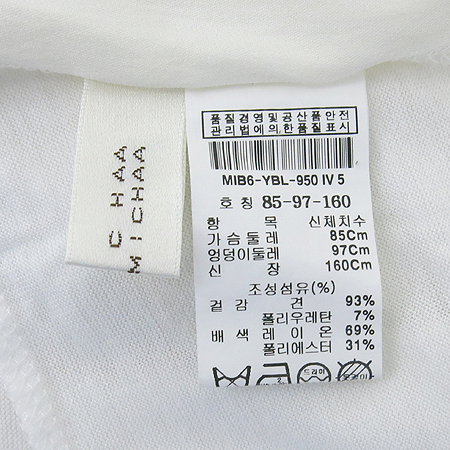 CHAA
MICHAA
품질경영및공산품안전
관리법에의한품질표시
MIB6-YBL-950 IV 5
호칭 85-97-160
항 목 신체치수
가슴둘레 85Cm
엉덩이둘레 97Cm
신 장 160Cm
조성섬유(%)
겉감 견 93%
폴리우레탄 7%
배색 레이온 69%
폴리에스터 31%
드라이